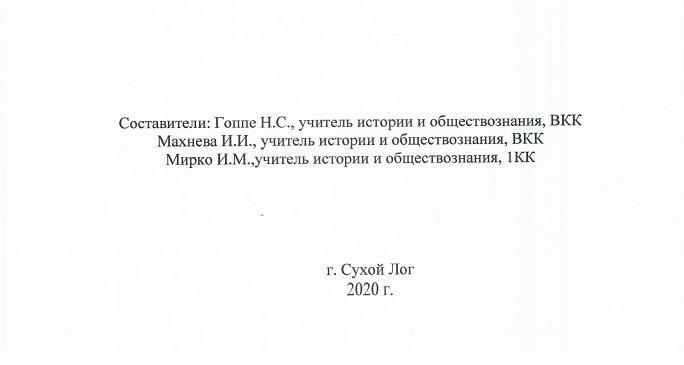 Составители: Гоппе Н.С., учитель истории и обществознания, ВКК
Махнева И.И., учитель истории и обществознания, ВКК
Мирко И.М.,учитель истории и обществознания, 1КК
г. Сухой Лог
2020 г.